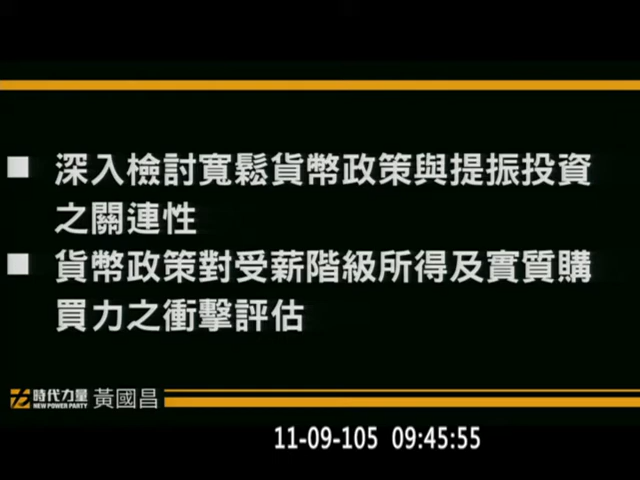 ■ 深入檢討寬鬆貨幣政策與提振投資
之關連性
■ 貨幣政策對受薪階級所得及實質購
買力之衝擊評估
時代力量 黃國昌
NEW POWER PARTY
11-09-105 09:45:55